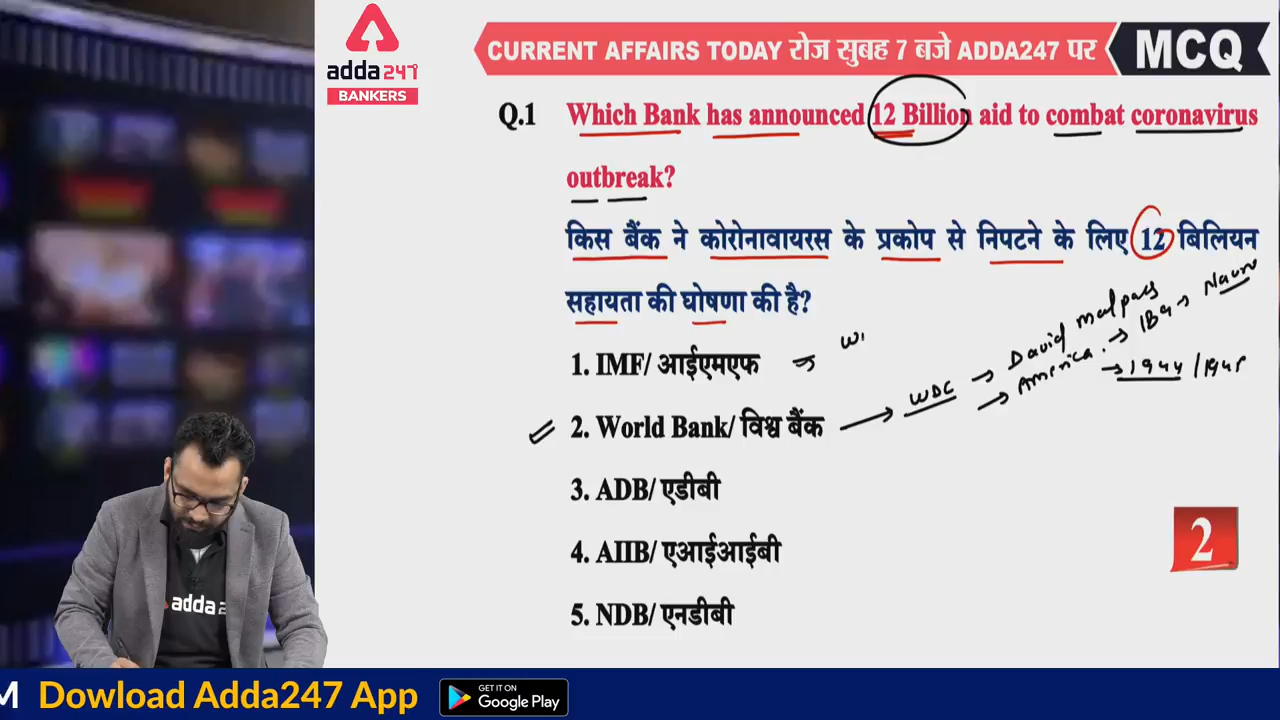 adda247
BANKERS
CURRENT AFFAIRS TODAY रोज सुबह 7 बजे ADDA247 पर
MCQ
Q.1 Which Bank has announced 12 Billion aid to combat coronavirus
outbreak?
किस बैंक ने कोरोनावायरस के प्रकोप से निपटने के लिए 12 बिलियन
सहायता की घोषणा की है?
1. IMF/ आईएमएफ
2. World Bank/ विश्व बैंक
WDC
David Malpass
America
189
1944 / 1945
3. ADB/ एडीबी
4. AIIB/ एआईआईबी
5. NDB/ एनडीबी
2
adda2
M Dowload Adda247 App
GET IT ON
Google Play